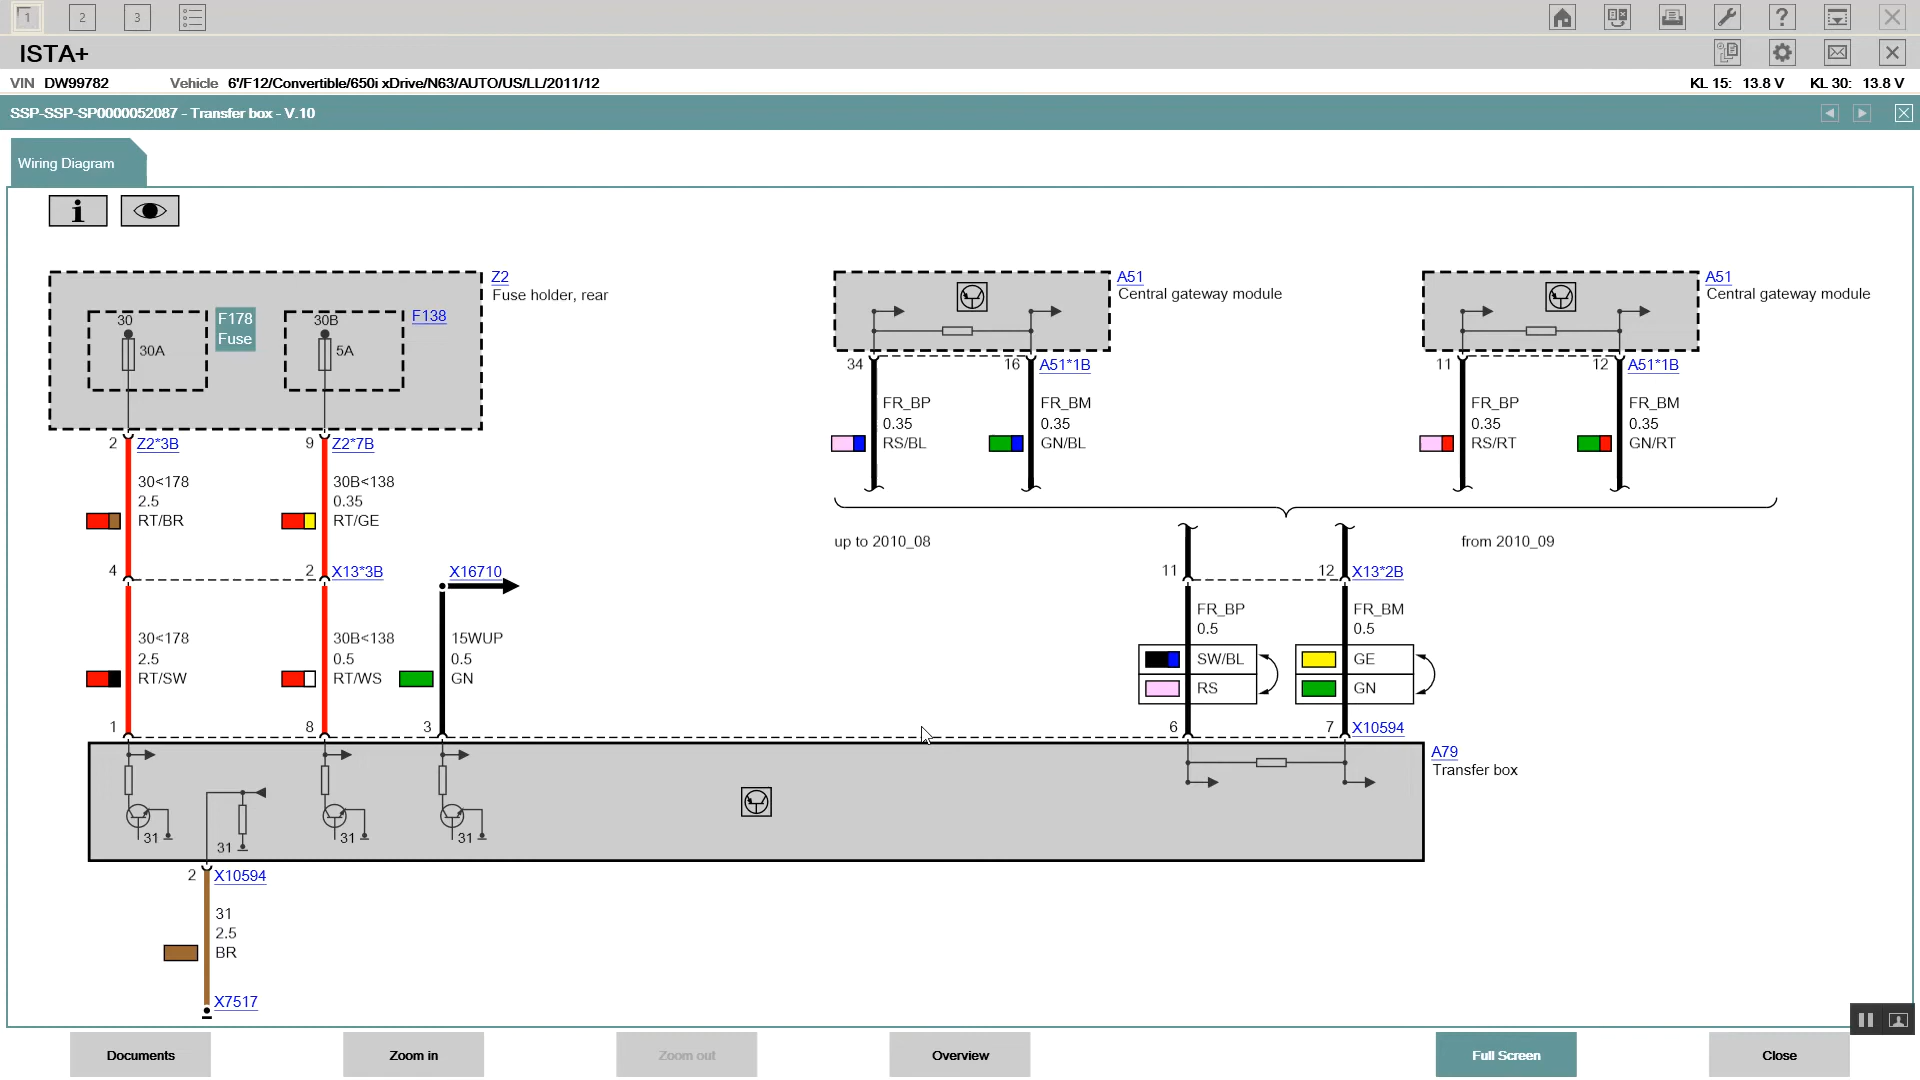 1 2 3
ISTA+
VIN DW99782 Vehicle 6'/F12/Convertible/650i xDrive/N63/AUTO/US/LL/2011/12 KL 15: 13.8 V KL 30: 13.8 V
SSP-SSP-SP0000052087 - Transfer box - V.10
Wiring Diagram
i
Z2
Fuse holder, rear
30
30A
F178
Fuse
30B
5A
F138
A51
Central gateway module
A51
Central gateway module
2 Z2*3B
9 Z2*7B
34
16 A51*1B
11
12 A51*1B
FR_BP
0.35
RS/BL
FR_BM
0.35
GN/BL
FR_BP
0.35
RS/RT
FR_BM
0.35
GN/RT
30<178
2.5
RT/BR
30B<138
0.35
RT/GE
up to 2010_08
from 2010_09
4
2 X13*3B
X16710
11
12 X13*2B
30<178
2.5
RT/SW
30B<138
0.5
RT/WS
15WUP
0.5
GN
FR_BP
0.5
SW/BL
RS
FR_BM
0.5
GE
GN
1
8
3
6
7 X10594
A79
Transfer box
31
31
31
31
2 X10594
31
2.5
BR
X7517
Documents Zoom in Zoom out Overview Full Screen Close